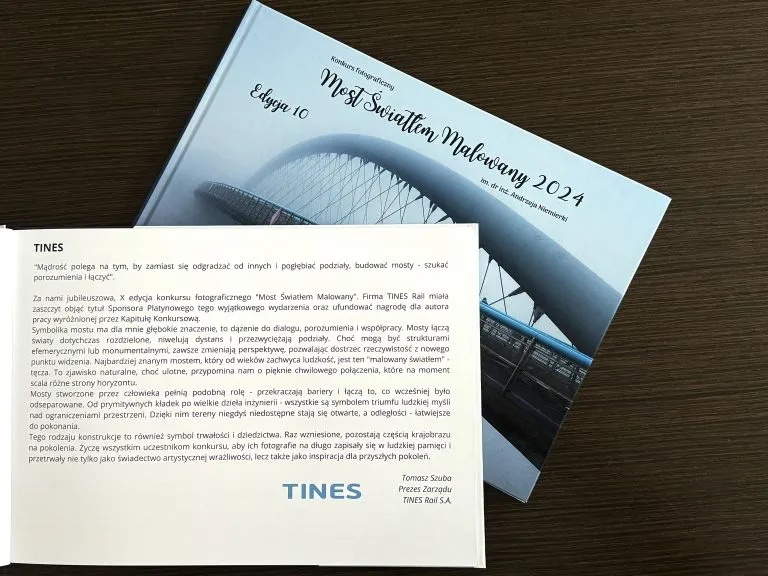 Konkurs fotograficzny
Most Światłem Malowany 2024
Edycja 10
im. dr inż. Andrzeja Niemierki
TINES
"Mądrość polega na tym, by zamiast się odgradzać od innych i pogłębiać podziały, budować mosty - szukać
porozumienia i łączyć".
Za nami jubileuszowa, X edycja konkursu fotograficznego "Most Światłem Malowany". Firma TINES Rail miała
zaszczyt objąć tytuł Sponsora Platynowego tego wyjątkowego wydarzenia oraz ufundować nagrodę dla autora
pracy wyróżnionej przez Kapitułę Konkursową.
Symbolika mostu ma dla mnie głębokie znaczenie, to dążenie do dialogu, porozumienia i współpracy. Mosty łączą
światy dotychczas rozdzielone, niwelują dystans i przezwyciężają podziały. Choć mogą być strukturami
efemerycznymi lub monumentalnymi, zawsze zmieniają perspektywę, pozwalając dostrzec rzeczywistość z nowego
punktu widzenia. Najbardziej znanym mostem, który od wieków zachwyca ludzkość, jest ten "malowany światłem" -
tęcza. To zjawisko naturalne, choć ulotne, przypomina nam o pięknie chwilowego połączenia, które na moment
scala różne strony horyzontu.
Mosty stworzone przez człowieka pełnią podobną rolę - przekraczają bariery i łączą to, co wcześniej było
odseparowane. Od prymitywnych kładek po wielkie dzieła inżynierii - wszystkie są symbolem triumfu ludzkiej myśli
nad ograniczeniami przestrzeni. Dzięki nim tereny niegdyś niedostępne stają się otwarte, a odległości - łatwiejsze
do pokonania.
Tego rodzaju konstrukcje to również symbol trwałości i dziedzictwa. Raz wzniesione, pozostają częścią krajobrazu
na pokolenia. Życzę wszystkim uczestnikom konkursu, aby ich fotografie na długo zapisały się w ludzkiej pamięci i
przetrwały nie tylko jako świadectwo artystycznej wrażliwości, lecz także jako inspiracja dla przyszłych pokoleń.
TINES
Tomasz Szuba
Prezes Zarządu
TINES Rail S.A.